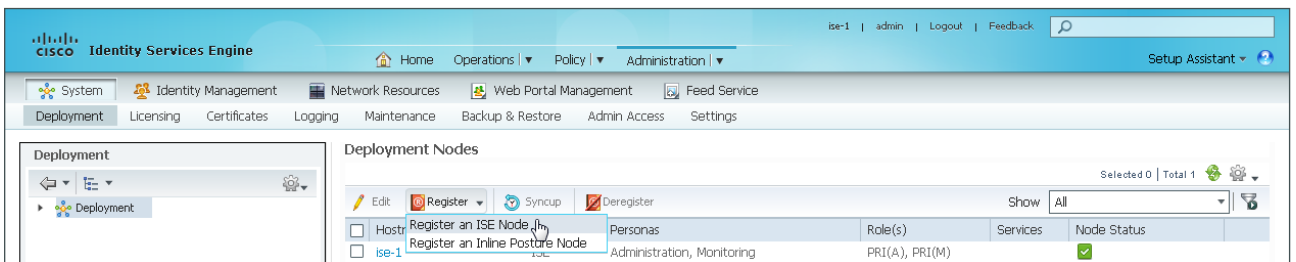 ise-1 | admin | Logout | Feedback
CISCO Identity Services Engine
Home Operations | Policy | Administration | Setup Assistant
System Identity Management Network Resources Web Portal Management Feed Service
Deployment Licensing Certificates Logging Maintenance Backup & Restore Admin Access Settings
Deployment
Deployment Nodes
Selected 0 | Total 1
Edit Register Syncup Deregister Show All
Deployment
Register an ISE Node
Personas Role(s) Services Node Status
Register an Inline Posture Node
ise-1 ISE Administration, Monitoring PRI(A), PRI(M)